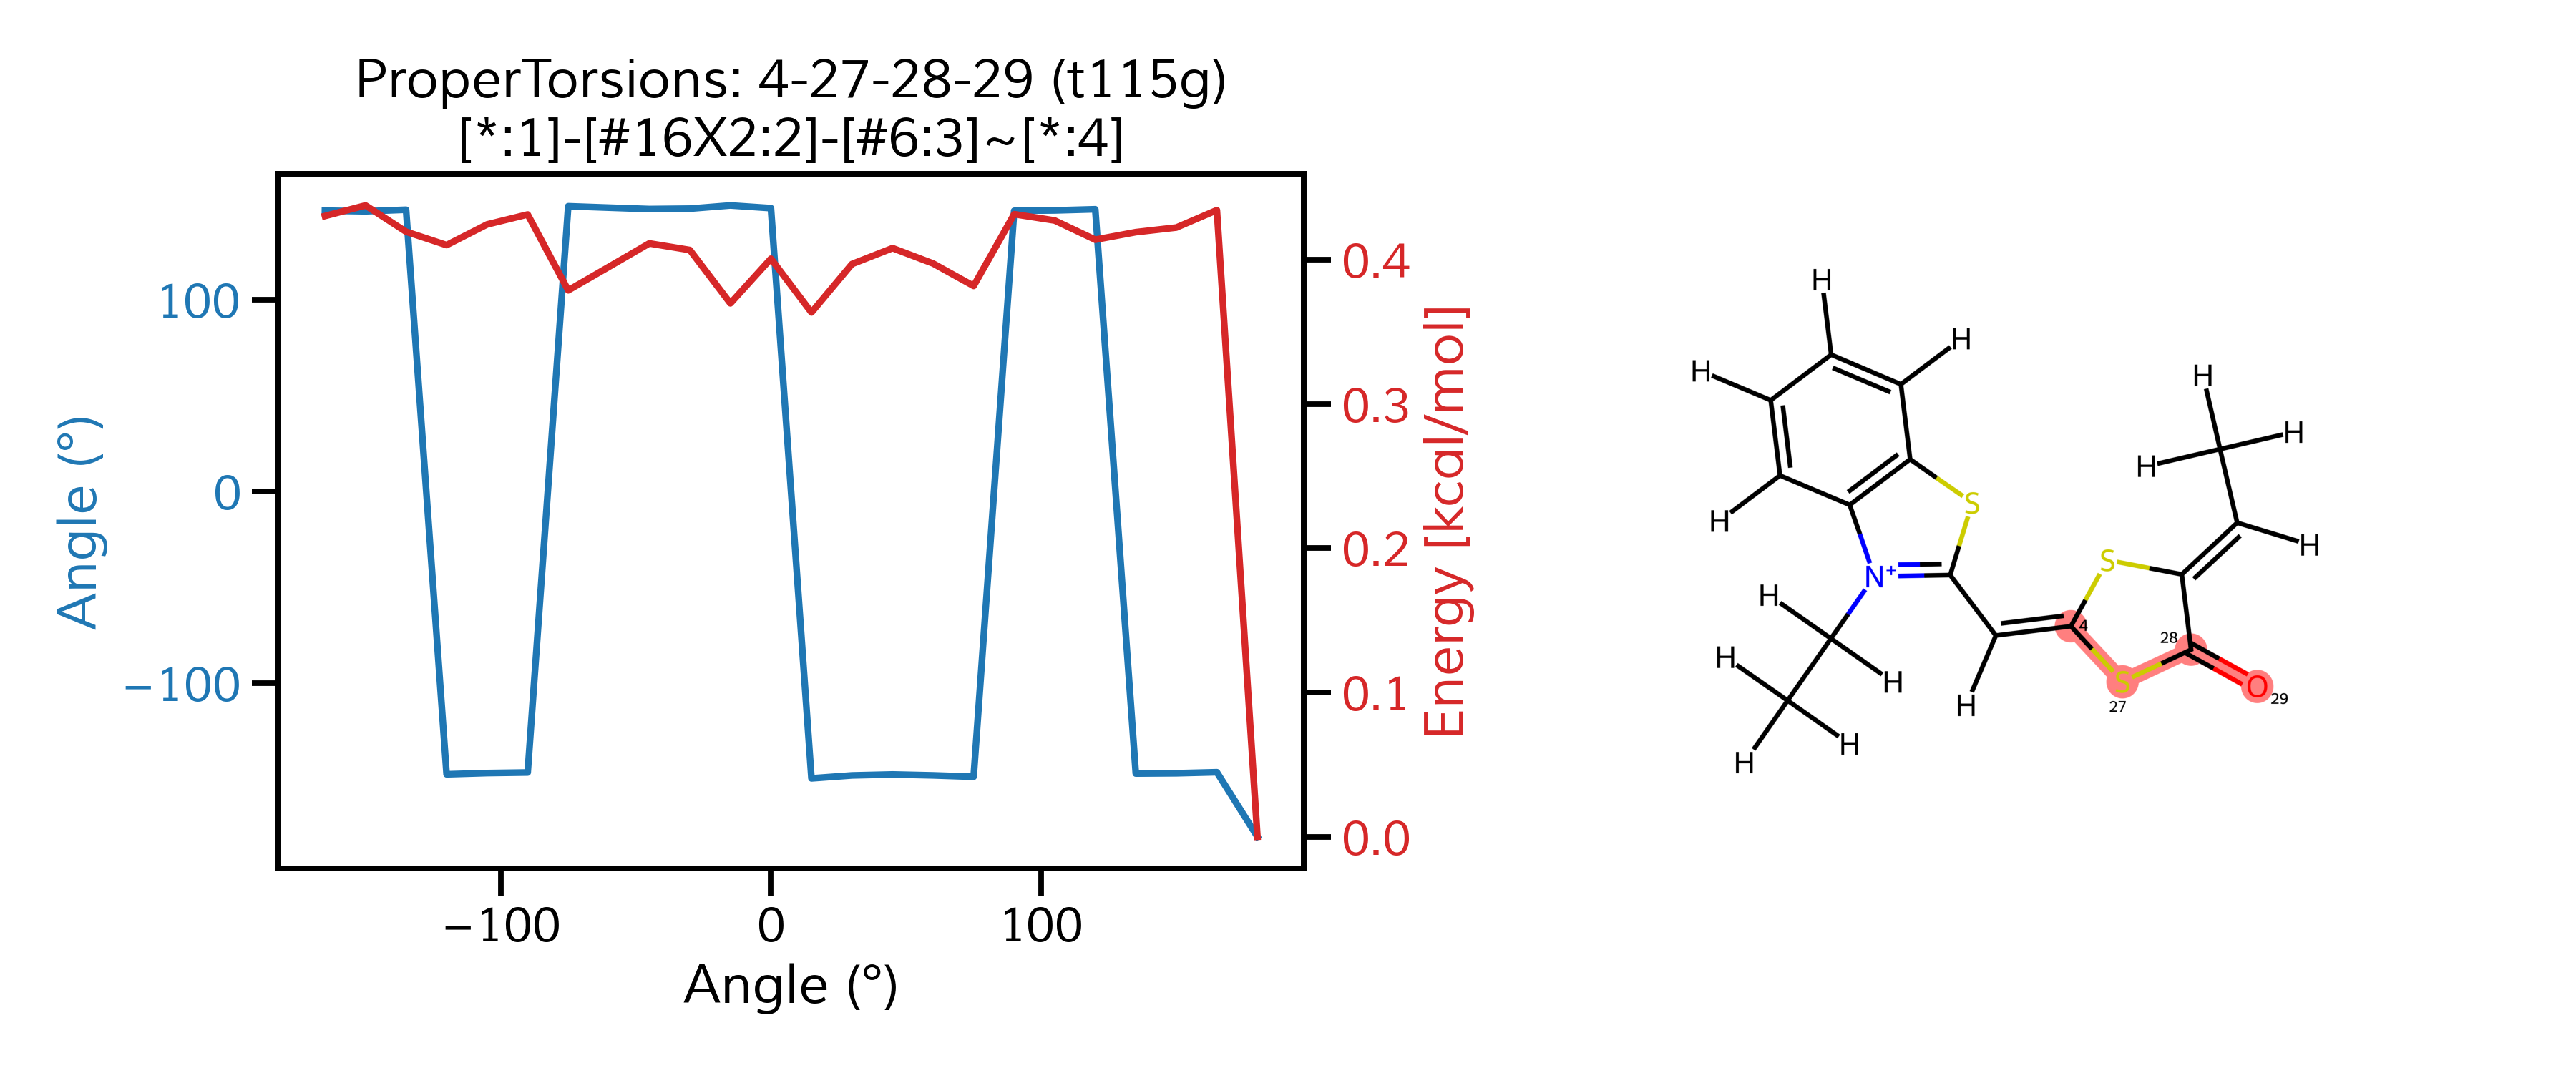 ProperTorsions: 4-27-28-29 (t115g)
[*:1]-[#16X2:2]-[#6:3]~[*:4]
100
0
−100
Angle (°)
0.4
0.3
0.2
0.1
0.0
Energy [kcal/mol]
−100 0 100
Angle (°)
H
H
H
H
H
H
H
S
H
H
S
N⁺
H
4
H
28
H
S
O
29
H
27
H
H